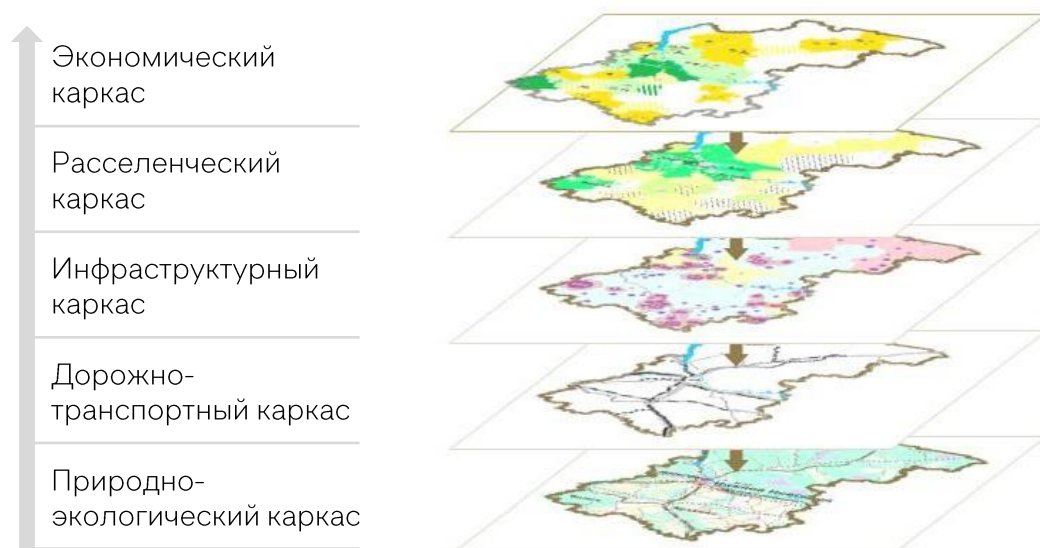 Экономический
каркас
Расселенческий
каркас
Инфраструктурный
каркас
Дорожно-
транспортный каркас
Природно-
экологический каркас